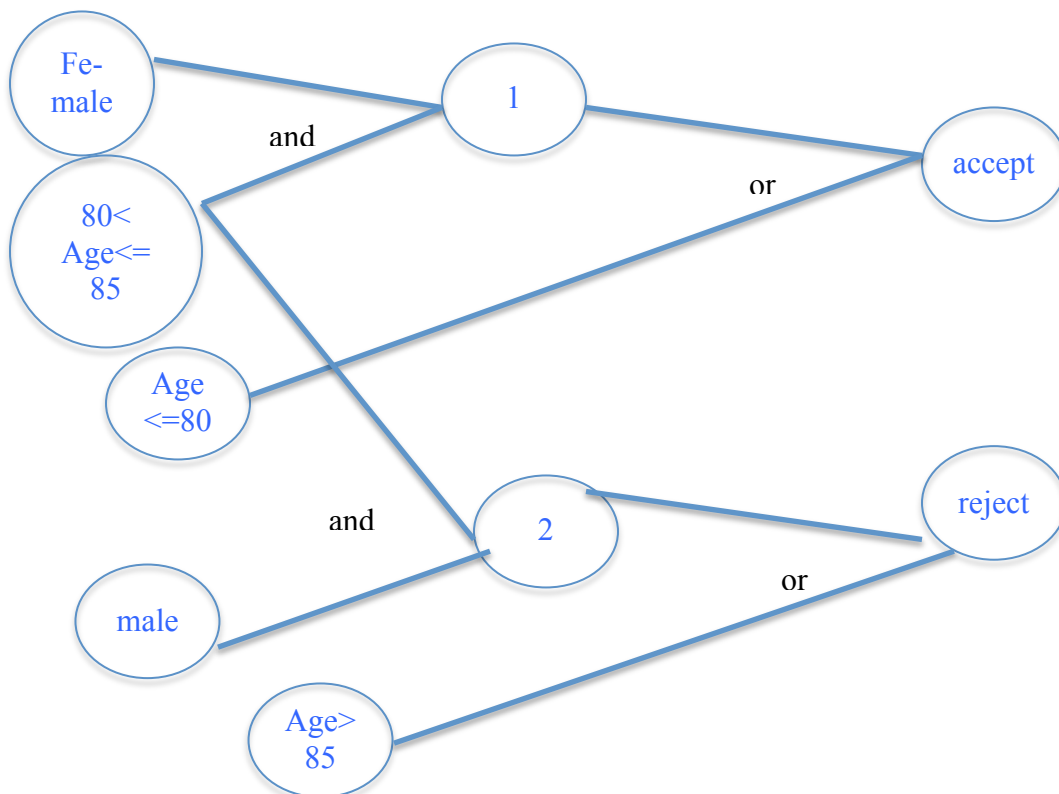 Fe-
male
1
and
accept
or
80<
Age<=
85
Age
<=80
and
2
reject
or
male
Age>
85